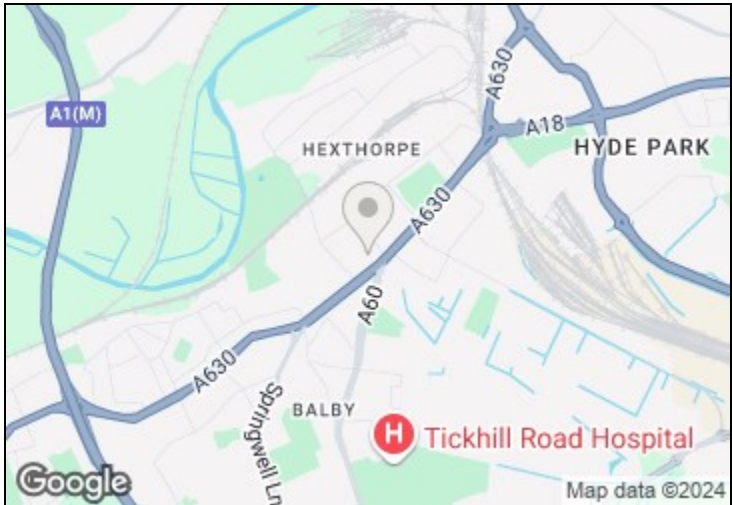 A630
A1(M)
A18
HEXTHORPE
HYDE PARK
A630
A60
A630
Springwell Ln
BALBY
H
Tickhill Road Hospital
Google
Map data ©2024